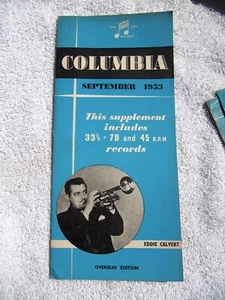 COLUMBIA
SEPTEMBER 1953
This supplement
includes
33⅓ - 78 and 45 R.P.M
records
EDDIE CALVERT
OVERSEAS EDITION